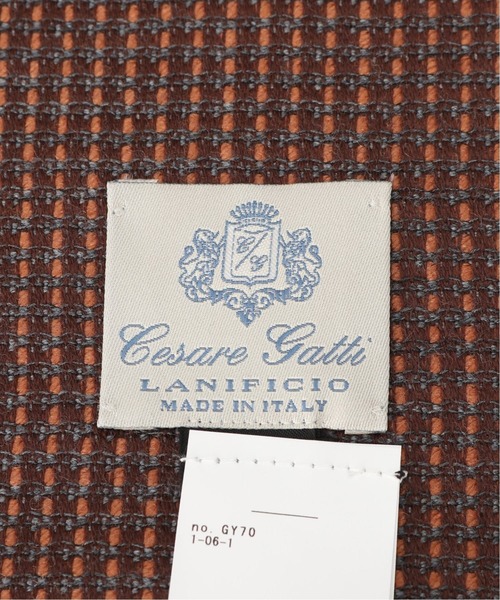 C G
Cesare Gatti
LANIFICIO
MADE IN ITALY
no. GY70
1-06-1